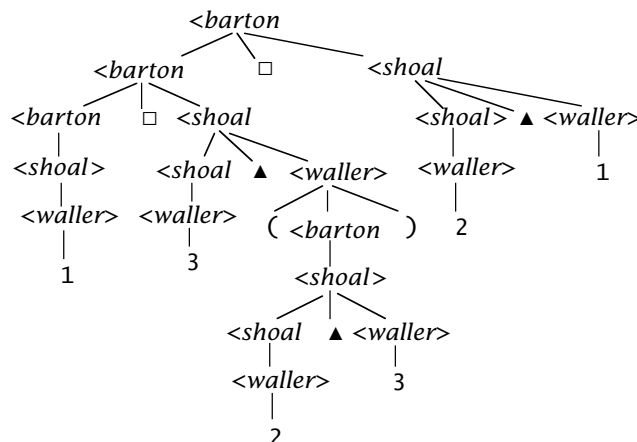 <barton
<barton □ <shoal
<barton □ <shoal <shoal> ▲ <waller>
<shoal> <shoal ▲ <waller> <waller> 1
<waller> <waller> ( <barton ) 2
1 3 <shoal>
<shoal ▲ <waller>
<waller> 3
2